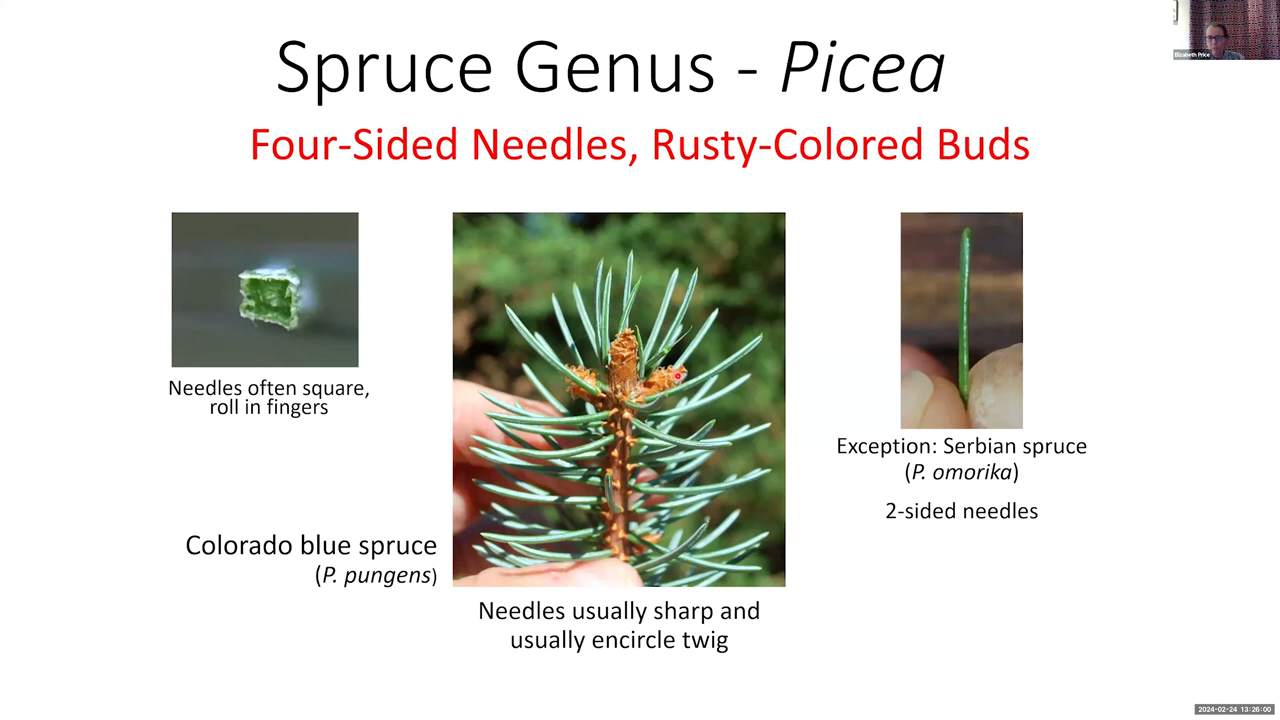 Elizabeth Price
Spruce Genus - Picea
Four-Sided Needles, Rusty-Colored Buds
Needles often square,
roll in fingers
Exception: Serbian spruce
(P. omorika)
2-sided needles
Colorado blue spruce
(P. pungens)
Needles usually sharp and
usually encircle twig
2024-02-24 13:26:00